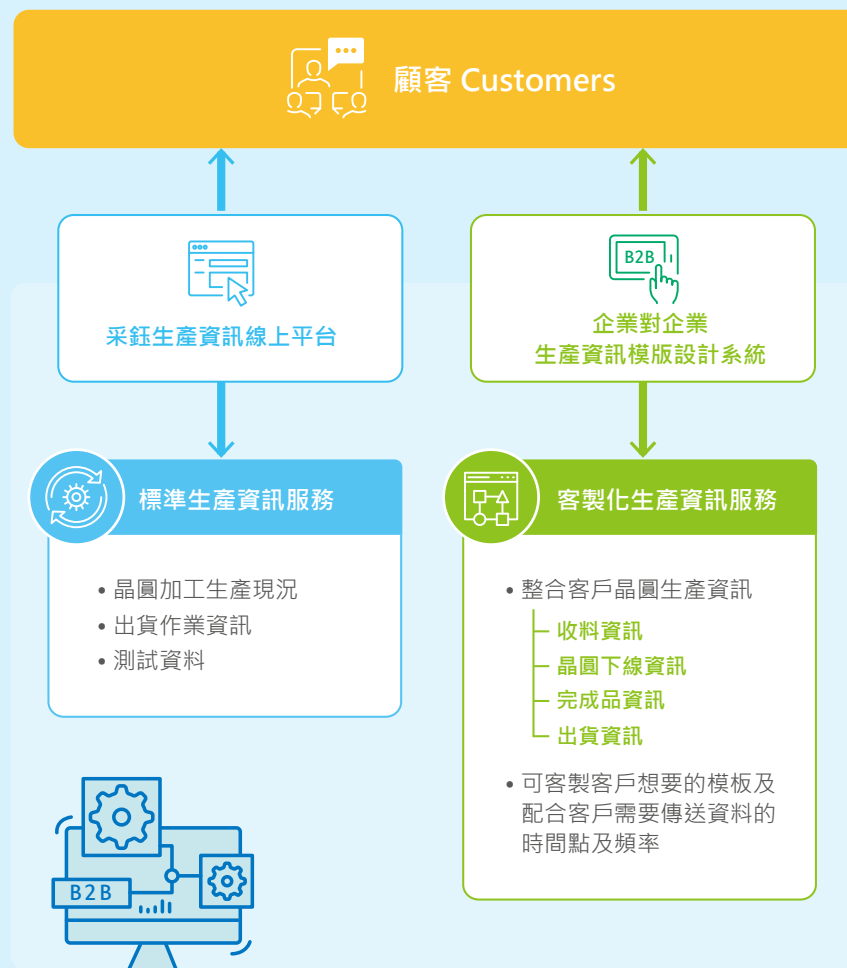 顧客 Customers
采鈺生產資訊線上平台
B2B
企業對企業
生產資訊模版設計系統
標準生產資訊服務
• 晶圓加工生產現況
• 出貨作業資訊
• 測試資料
客製化生產資訊服務
• 整合客戶晶圓生產資訊
收料資訊
晶圓下線資訊
完成品資訊
出貨資訊
• 可客製客戶想要的模板及
配合客戶需要傳送資料的
時間點及頻率
B2B